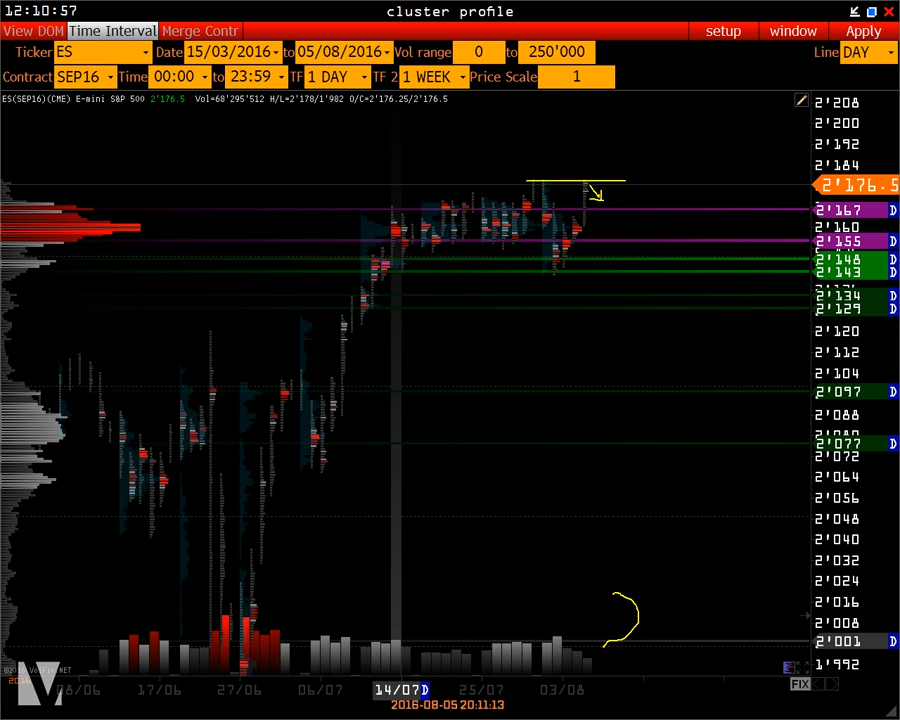 12:10:57 cluster profile
View DOM Time Interval Merge Contr setup window Apply
Ticker ES Date 15/03/2016 to 05/08/2016 Vol range 0 to 250'000 Line DAY
Contract SEP16 Time 00:00 to 23:59 TF 1 DAY TF 2 1 WEEK Price Scale 1
ES(SEP16)(CME) E-mini S&P 500 2'176.5 Vol=68'295'512 H/L=2'178/1'982 O/C=2'176.25/2'176.5
2'208
2'200
2'192
2'184
2'176.5
2'167 D
2'160
2'155 D
2'148 D
2'143 D
2'134 D
2'129 D
2'120
2'112
2'104
2'097 D
2'088
2'077 D
2'072
2'064
2'056
2'048
2'040
2'032
2'024
2'016
2'008
2'001 D
1'992
FIX
08/06 17/06 27/06 06/07 14/07 D 25/07 03/08
2016-08-05 20:11:13